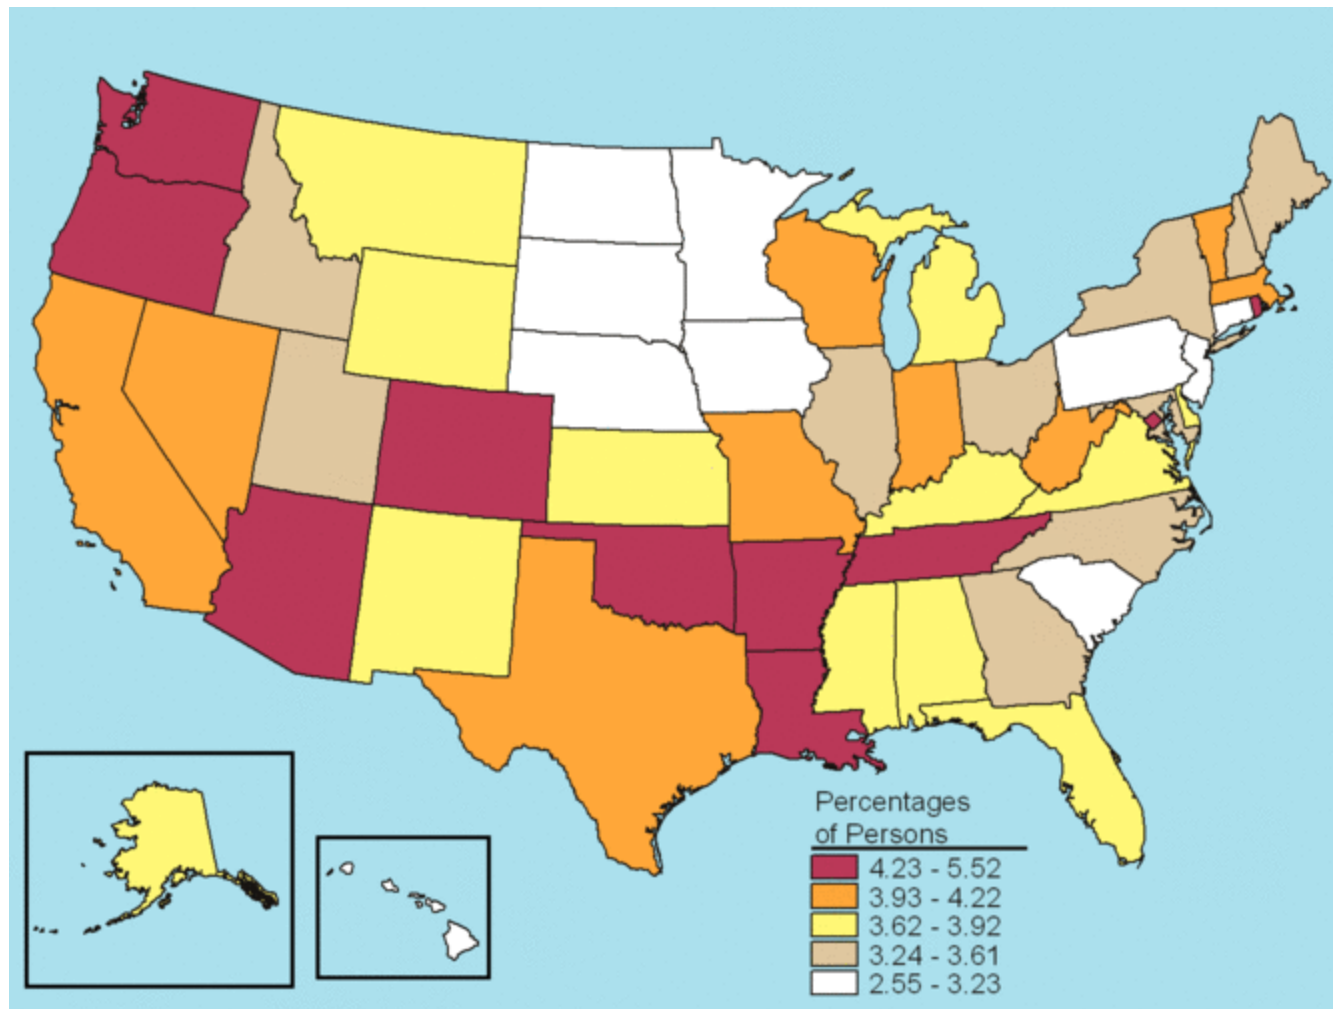 Percentages
of Persons
4.23 - 5.52
3.93 - 4.22
3.62 - 3.92
3.24 - 3.61
2.55 - 3.23